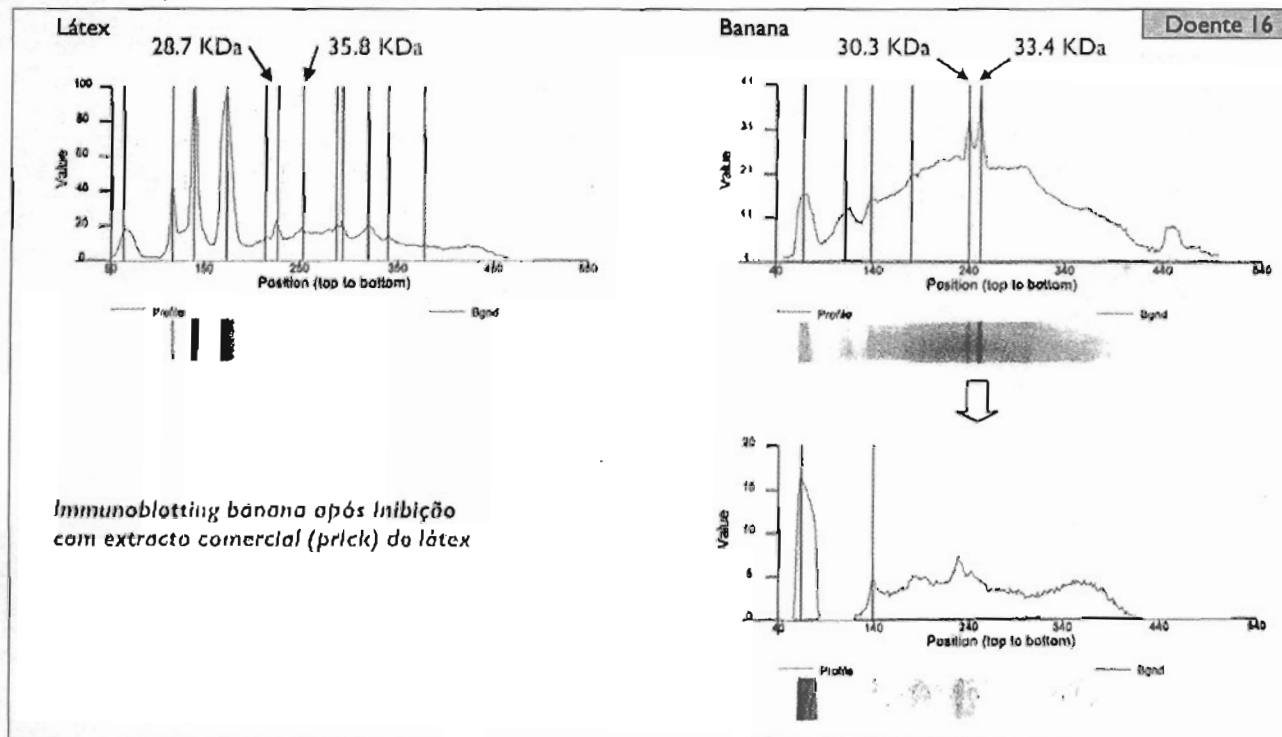 Látex
28.7 KDa 35.8 KDa
100
80
60
40
20
0
Value
50 150 250 350 450 550
Position (top to bottom)
Profile Bgnd
Immunoblotting banana após Inibição
com extracto comercial (prick) do látex
Banana
Doente 16
30.3 KDa 33.4 KDa
Value
40 140 240 340 440 540
Position (top to bottom)
Profile Bgnd
20
15
10
5
0
Value
40 140 240 340 440 540
Position (top to bottom)
Profile Bgnd